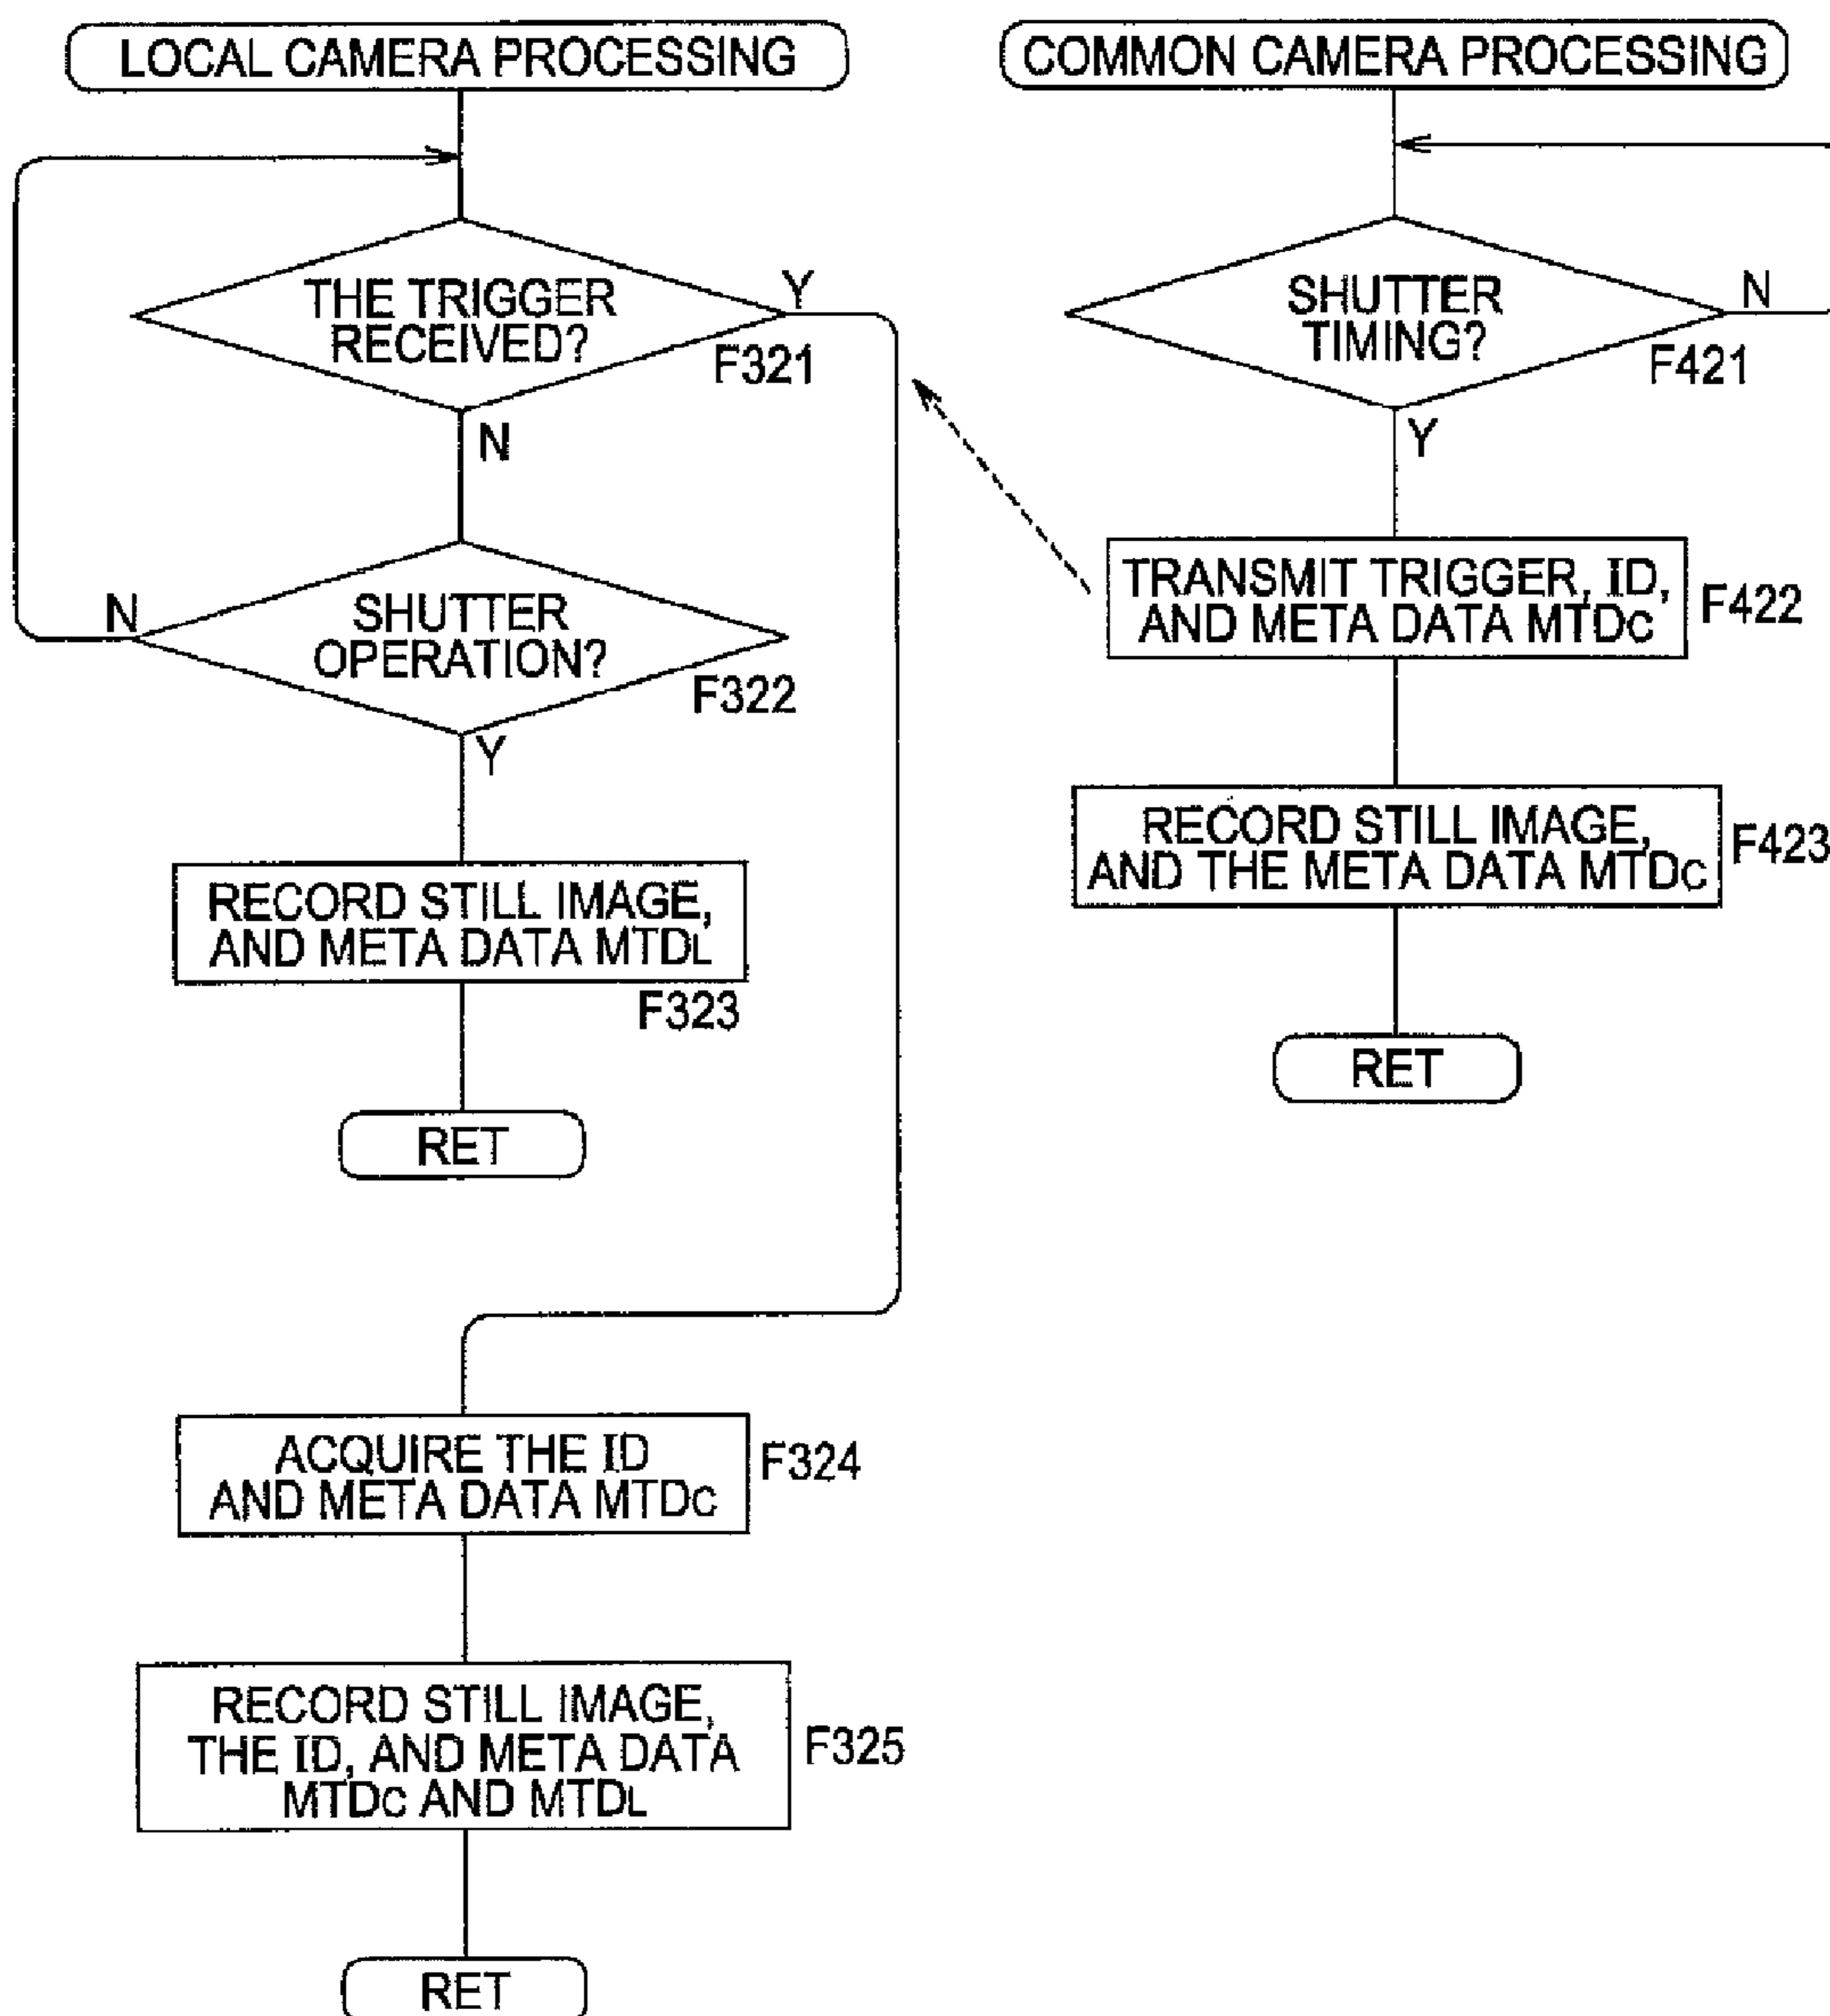 LOCAL CAMERA PROCESSING
THE TRIGGER
RECEIVED?
Y
F321
N
SHUTTER
OPERATION?
N
F322
Y
RECORD STILL IMAGE,
AND META DATA MTDL
F323
RET
ACQUIRE THE ID
AND META DATA MTDC
F324
RECORD STILL IMAGE,
THE ID, AND META DATA
MTDC AND MTDL
F325
RET
COMMON CAMERA PROCESSING
SHUTTER
TIMING?
N
F421
Y
TRANSMIT TRIGGER, ID,
AND META DATA MTDC
F422
RECORD STILL IMAGE,
AND THE META DATA MTDC
F423
RET